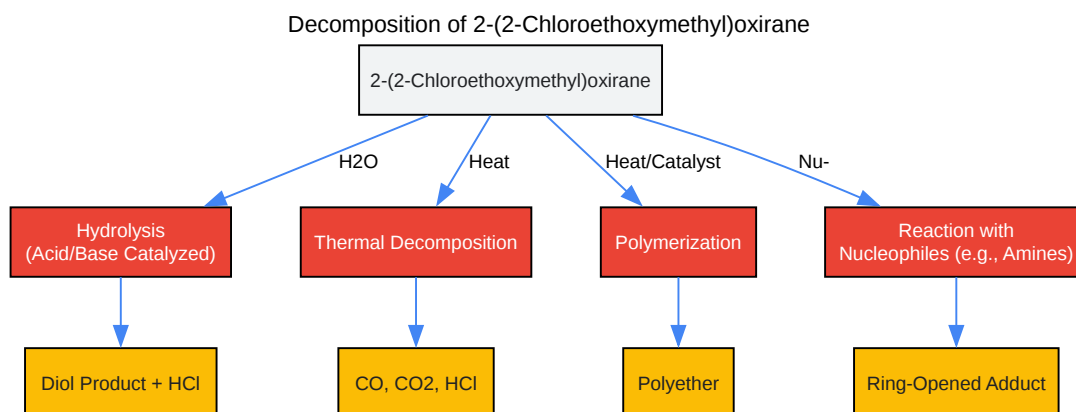 Decomposition of 2-(2-Chloroethoxymethyl)oxirane
2-(2-Chloroethoxymethyl)oxirane
H2O
Heat
Heat/Catalyst
Nu-
Hydrolysis
(Acid/Base Catalyzed)
Thermal Decomposition
Polymerization
Reaction with
Nucleophiles (e.g., Amines)
Diol Product + HCl
CO, CO2, HCl
Polyether
Ring-Opened Adduct